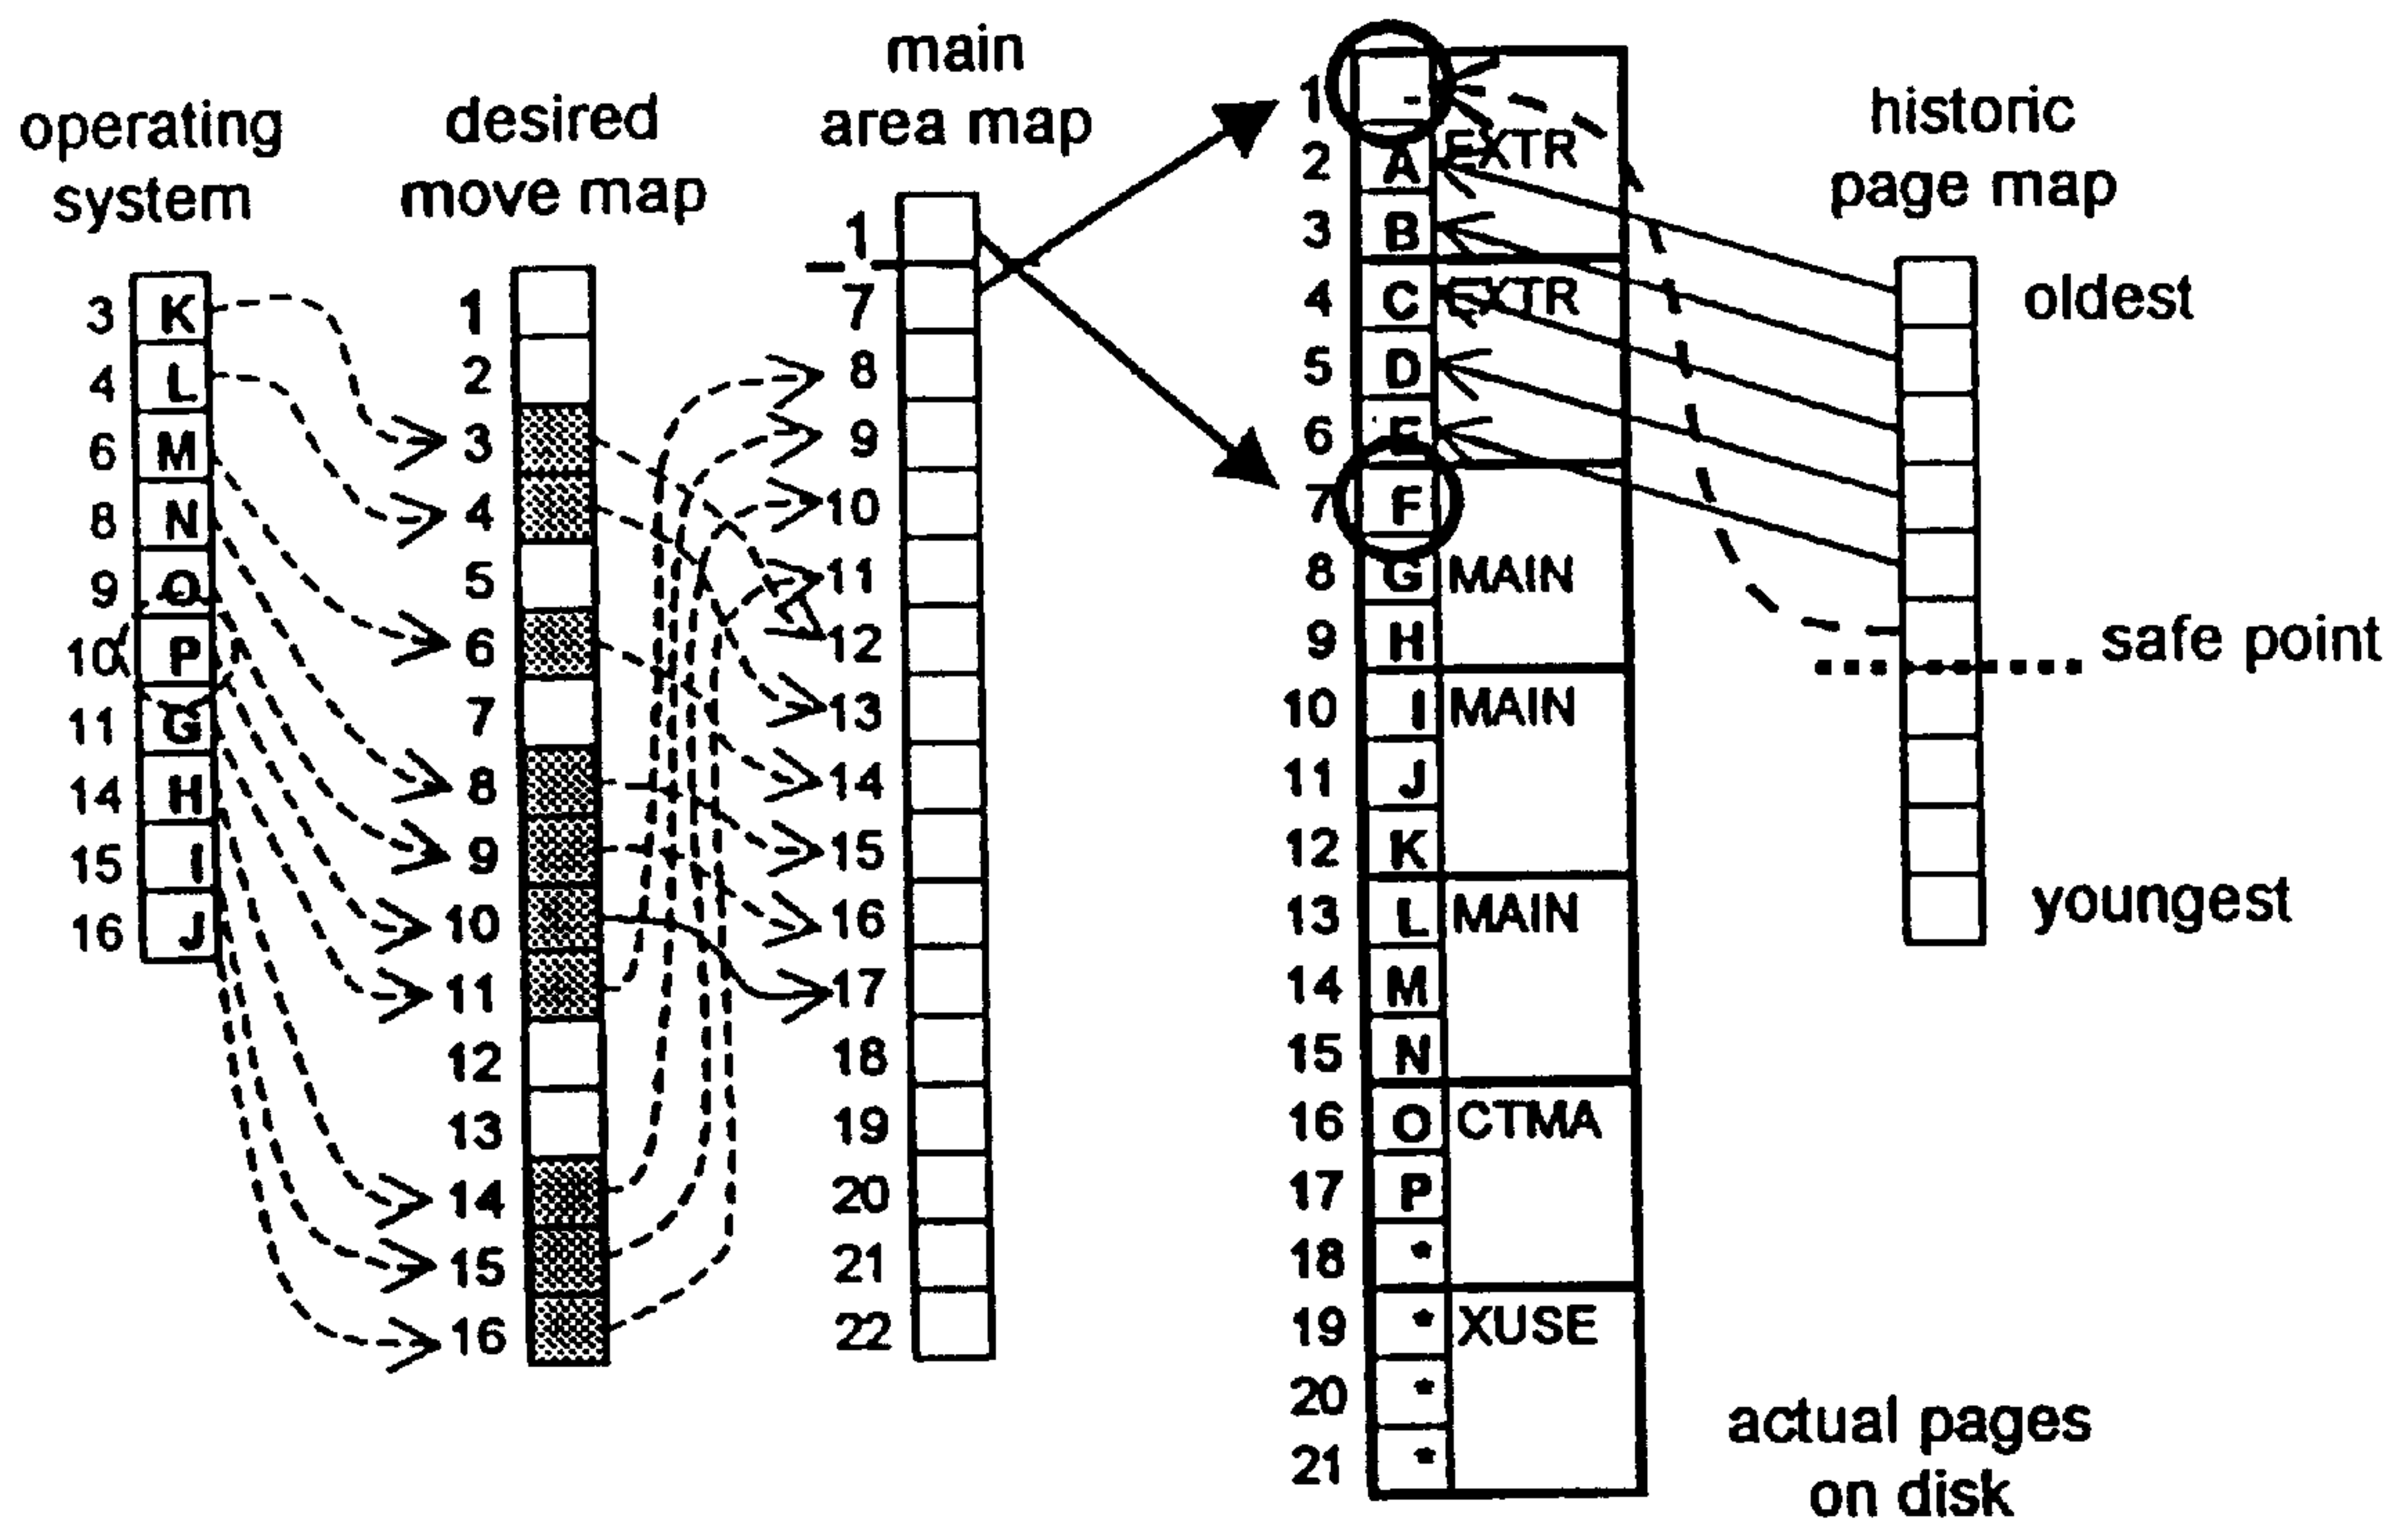 operating
system
3 K
4 L
6 M
8 N
9 O
10 P
11 G
14 H
15 I
16 J
desired
move map
1
2
3
4
5
6
7
8
9
10
11
12
13
14
15
16
main
area map
1
7
8
9
10
11
12
13
14
15
16
17
18
19
20
21
22
1 -
2 A EXTR
3 B
4 C EXTR
5 D
6 E
7 F
8 G MAIN
9 H
10 I MAIN
11 J
12 K
13 L MAIN
14 M
15 N
16 O CTMA
17 P
18 *
19 * XUSE
20 *
21 *
historic
page map
oldest
safe point
youngest
actual pages
on disk